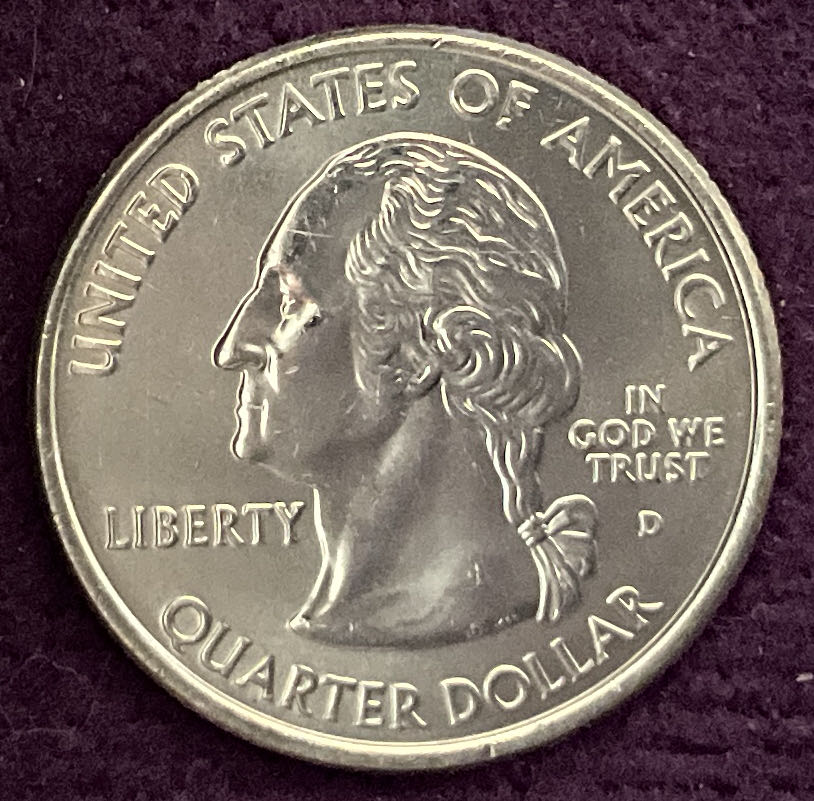 UNITED STATES OF AMERICA
IN
GOD WE
TRUST
LIBERTY
D
QUARTER DOLLAR